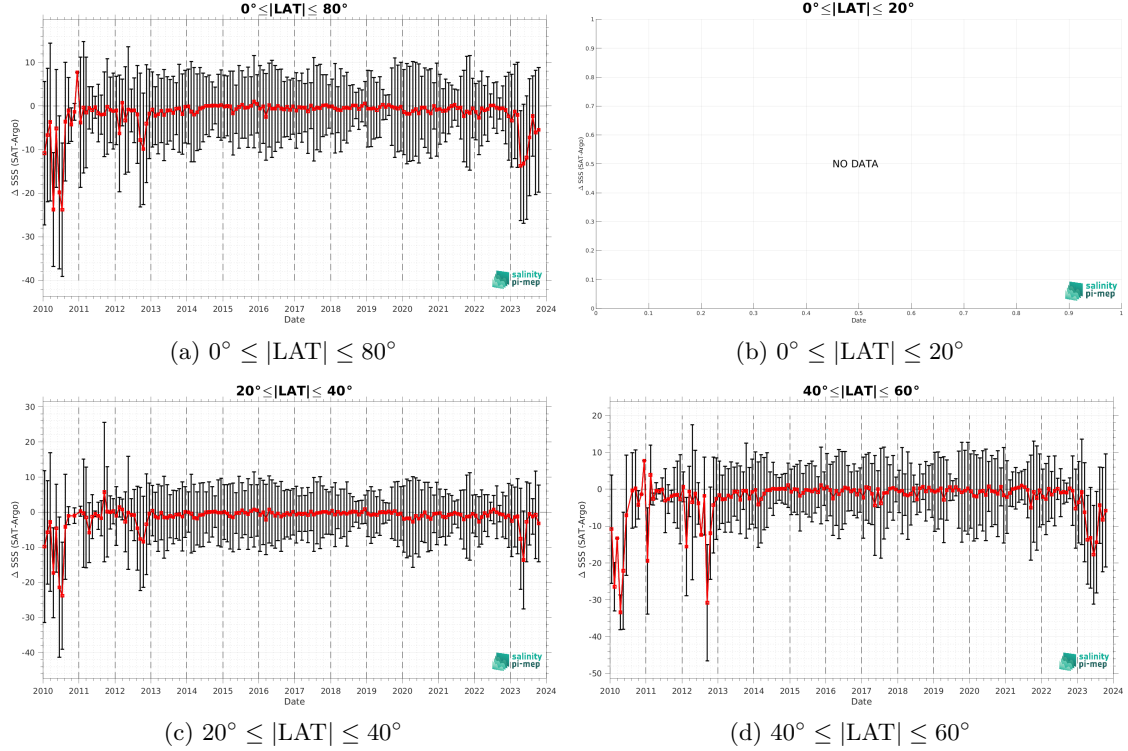 0°≤|LAT|≤ 80°
Δ SSS (SAT-Argo)
10
0
-10
-20
-30
-40
2010 2011 2012 2013 2014 2015 2016 2017 2018 2019 2020 2021 2022 2023 2024
Date
salinity
pi-mep
(a) 0° ≤ |LAT| ≤ 80°
0°≤|LAT|≤ 20°
Δ SSS (SAT-Argo)
1
0.9
0.8
0.7
0.6
0.5
0.4
0.3
0.2
0.1
0
NO DATA
0 0.1 0.2 0.3 0.4 0.5 0.6 0.7 0.8 0.9 1
Date
salinity
pi-mep
(b) 0° ≤ |LAT| ≤ 20°
20°≤|LAT|≤ 40°
Δ SSS (SAT-Argo)
30
20
10
0
-10
-20
-30
-40
2010 2011 2012 2013 2014 2015 2016 2017 2018 2019 2020 2021 2022 2023 2024
Date
salinity
pi-mep
(c) 20° ≤ |LAT| ≤ 40°
40°≤|LAT|≤ 60°
Δ SSS (SAT-Argo)
20
10
0
-10
-20
-30
-40
-50
2010 2011 2012 2013 2014 2015 2016 2017 2018 2019 2020 2021 2022 2023 2024
Date
salinity
pi-mep
(d) 40° ≤ |LAT| ≤ 60°